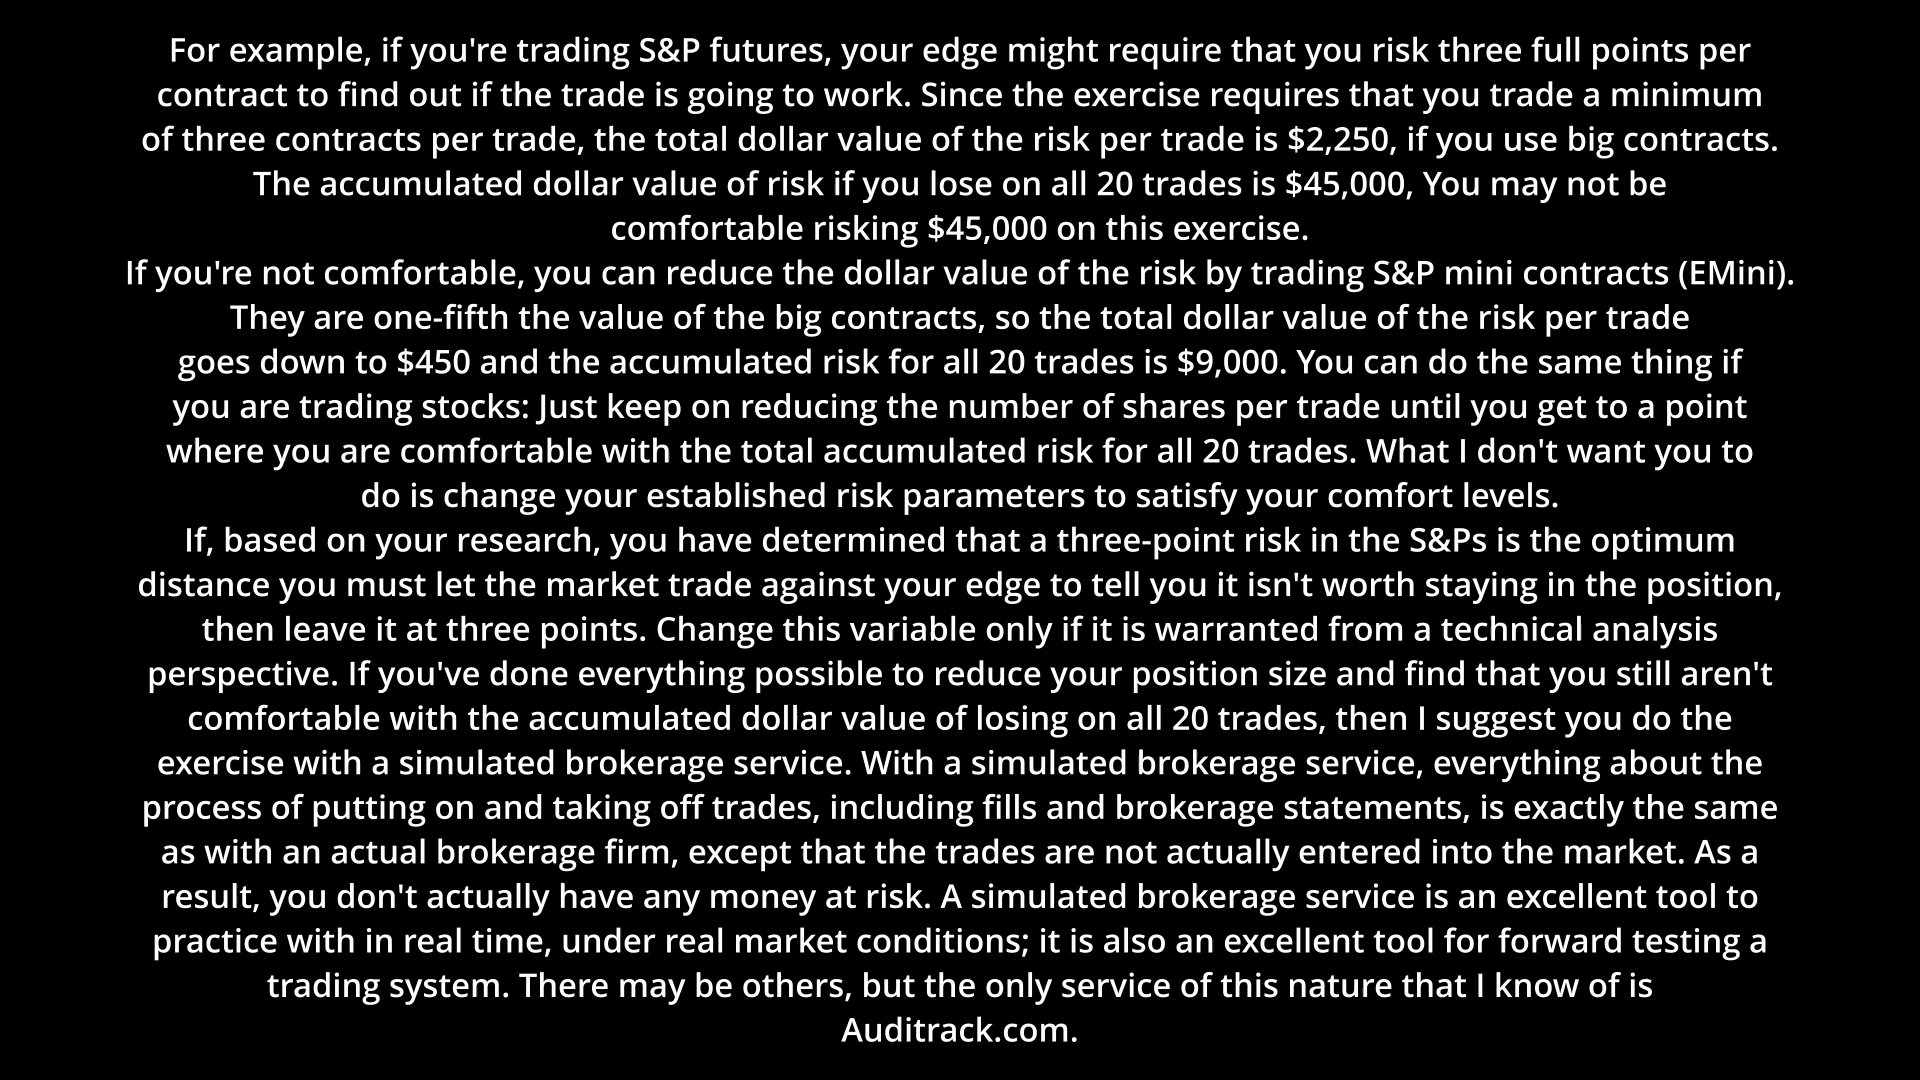 For example, if you're trading S&P futures, your edge might require that you risk three full points per
contract to find out if the trade is going to work. Since the exercise requires that you trade a minimum
of three contracts per trade, the total dollar value of the risk per trade is $2,250, if you use big contracts.
The accumulated dollar value of risk if you lose on all 20 trades is $45,000, You may not be
comfortable risking $45,000 on this exercise.
If you're not comfortable, you can reduce the dollar value of the risk by trading S&P mini contracts (EMini).
They are one-fifth the value of the big contracts, so the total dollar value of the risk per trade
goes down to $450 and the accumulated risk for all 20 trades is $9,000. You can do the same thing if
you are trading stocks: Just keep on reducing the number of shares per trade until you get to a point
where you are comfortable with the total accumulated risk for all 20 trades. What I don't want you to
do is change your established risk parameters to satisfy your comfort levels.
If, based on your research, you have determined that a three-point risk in the S&Ps is the optimum
distance you must let the market trade against your edge to tell you it isn't worth staying in the position,
then leave it at three points. Change this variable only if it is warranted from a technical analysis
perspective. If you've done everything possible to reduce your position size and find that you still aren't
comfortable with the accumulated dollar value of losing on all 20 trades, then I suggest you do the
exercise with a simulated brokerage service. With a simulated brokerage service, everything about the
process of putting on and taking off trades, including fills and brokerage statements, is exactly the same
as with an actual brokerage firm, except that the trades are not actually entered into the market. As a
result, you don't actually have any money at risk. A simulated brokerage service is an excellent tool to
practice with in real time, under real market conditions; it is also an excellent tool for forward testing a
trading system. There may be others, but the only service of this nature that I know of is
Auditrack.com.